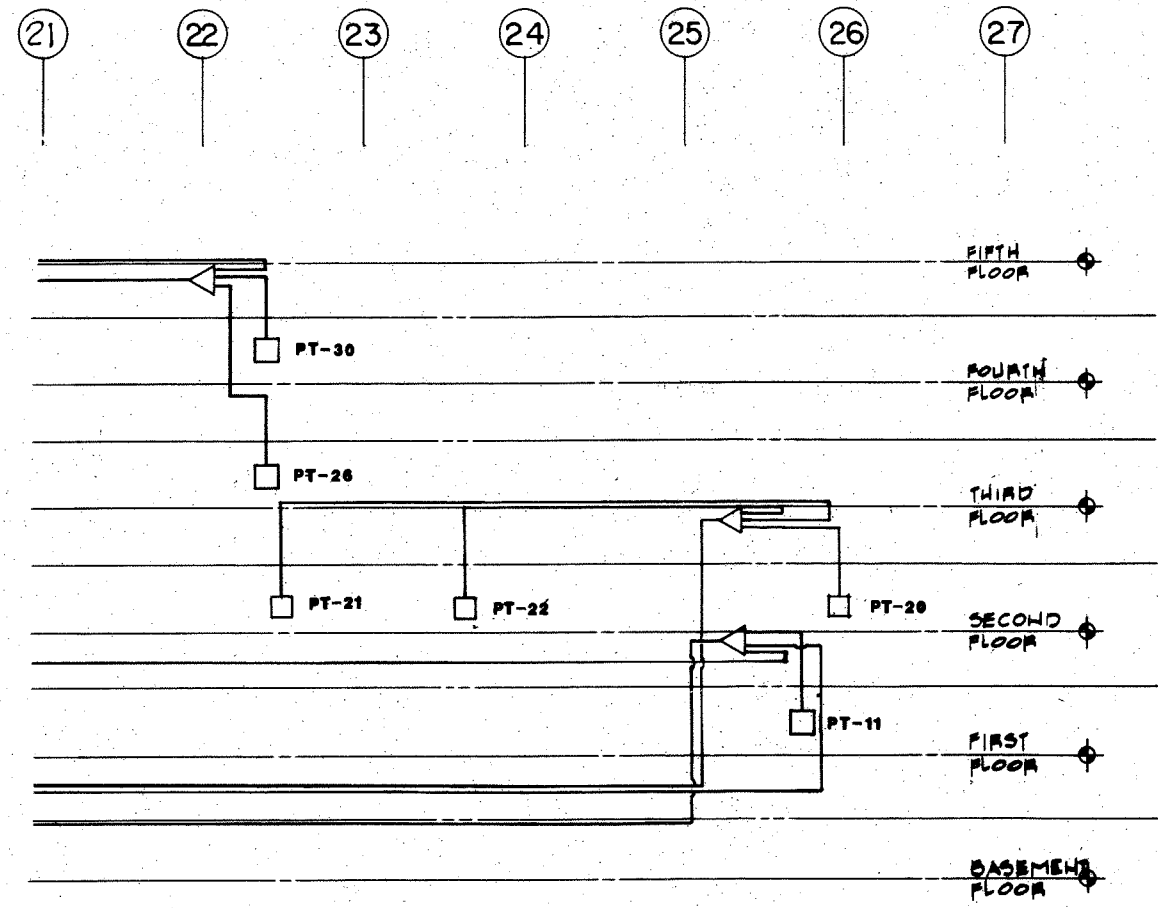 21 22 23 24 25 26 27
FIFTH
FLOOR
PT-30
FOURTH
FLOOR
PT-26
THIRD
FLOOR
PT-21 PT-22 PT-20
SECOND
FLOOR
PT-11
FIRST
FLOOR
BASEMENT
FLOOR